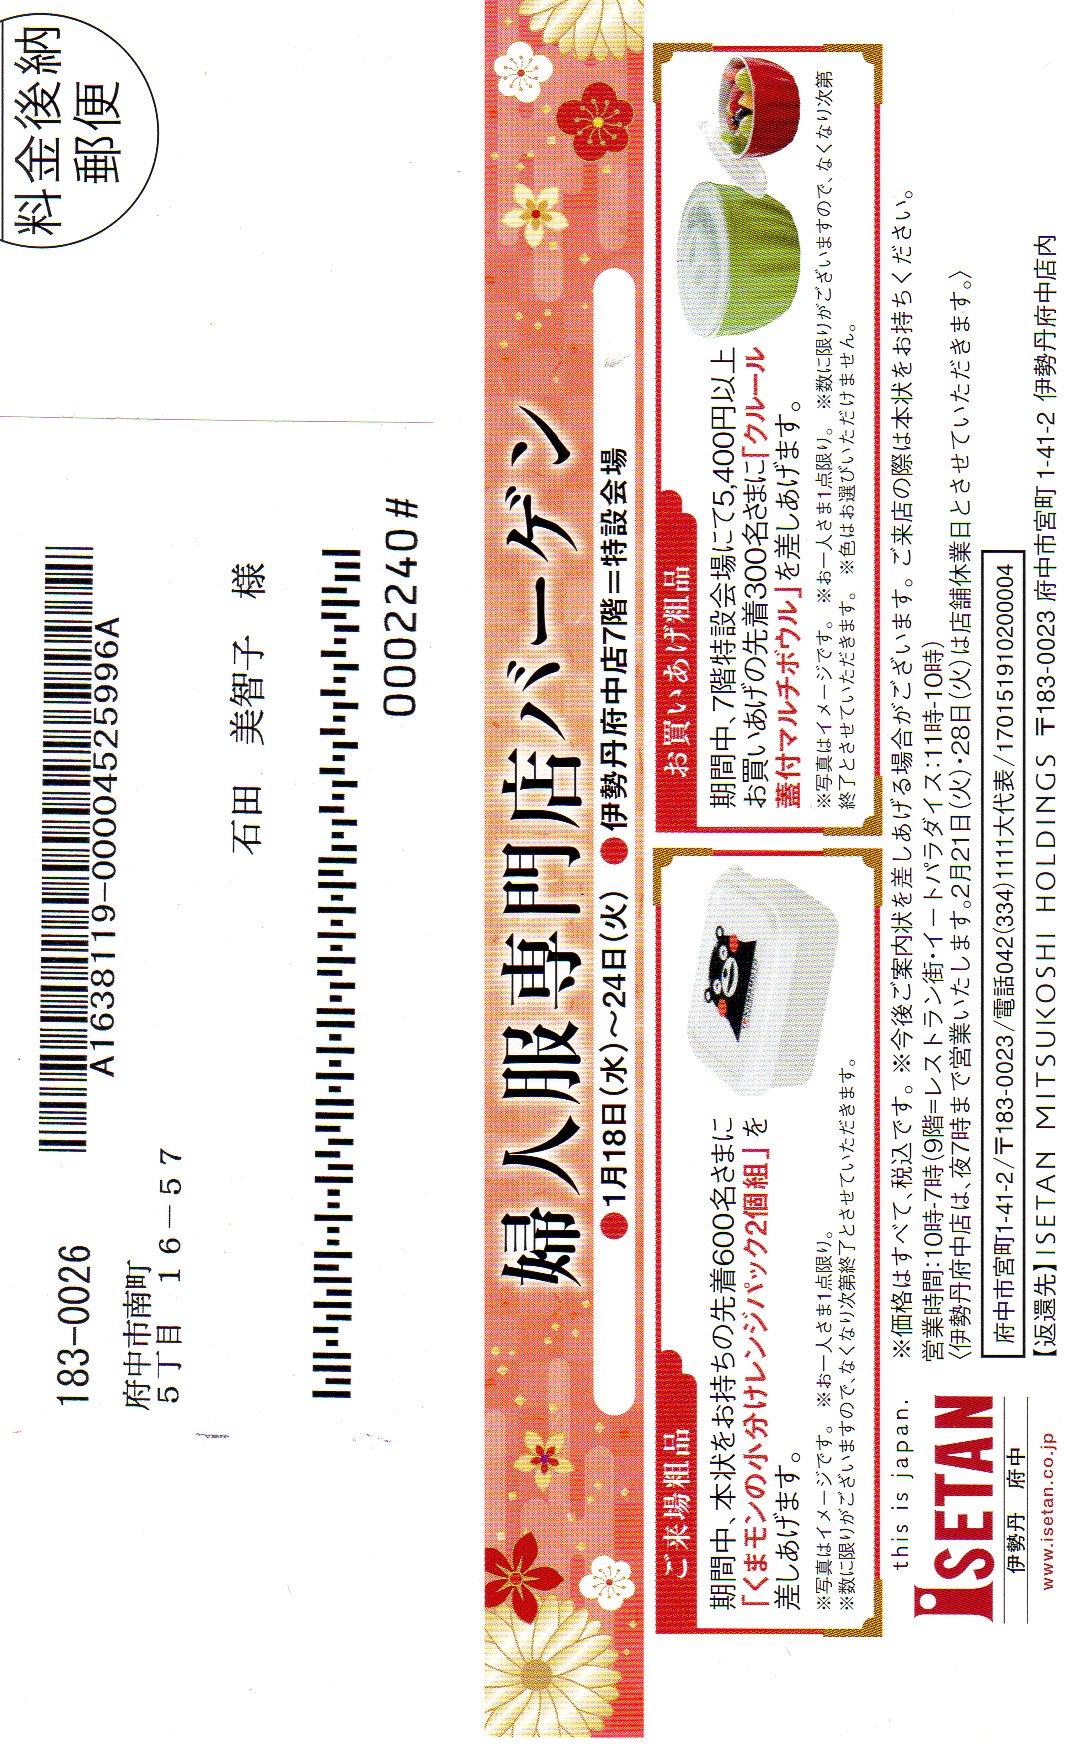 料金後納
郵便
183-0026
府中市南町
5丁目 16-57
A1638119-00004525996A
石田 美智子 様
0002240#
婦人服専門店バーゲン
●1月18日(水)〜24日(火) ●伊勢丹府中店7階=特設会場
ご来場粗品
期間中、本状をお持ちの先着600名さまに
「くまモンの小分けレンジパック2個組」を
差しあげます。
※写真はイメージです。 ※お一人さま1点限り。
※数に限りがございますので、なくなり次第終了とさせていただきます。
お買いあげ粗品
期間中、7階特設会場にて5,400円以上
お買いあげの先着300名さまに「クルール
蓋付マルチボウル」を差しあげます。
※写真はイメージです。 ※お一人さま1点限り。 ※数に限りがございますので、なくなり次第
終了とさせていただきます。 ※色はお選びいただけません。
this is japan.
ISETAN
伊勢丹 府中
www.isetan.co.jp
※価格はすべて、税込です。※今後ご案内状を差しあげる場合がございます。ご来店の際は本状をお持ちください。
営業時間:10時-7時(9階=レストラン街・イートパラダイス:11時-10時)
〈伊勢丹府中店は、夜7時まで営業いたします。2月21日(火)・28日(火)は店舗休業日とさせていただきます。〉
府中市宮町1-41-2/〒183-0023/電話042(334)1111大代表/1701519102000­04
【返還先】ISETAN MITSUKOSHI HOLDINGS 〒183-0023 府中市宮町 1-41-2 伊勢丹府中店内